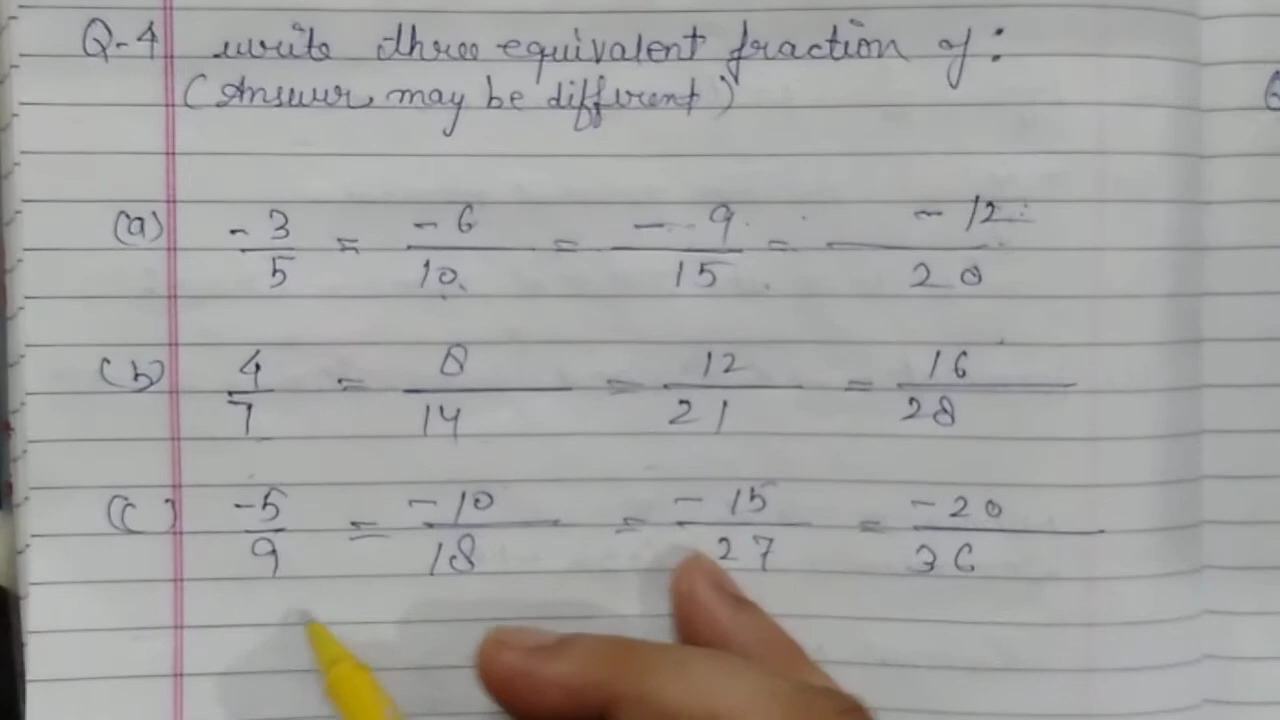 Q-4 write three equivalent fraction of:
(Answer may be different)
(a) -3/5 = -6/10 = -9/15 = -12/20
(b) 4/7 = 8/14 = 12/21 = 16/28
(c) -5/9 = -10/18 = -15/27 = -20/36